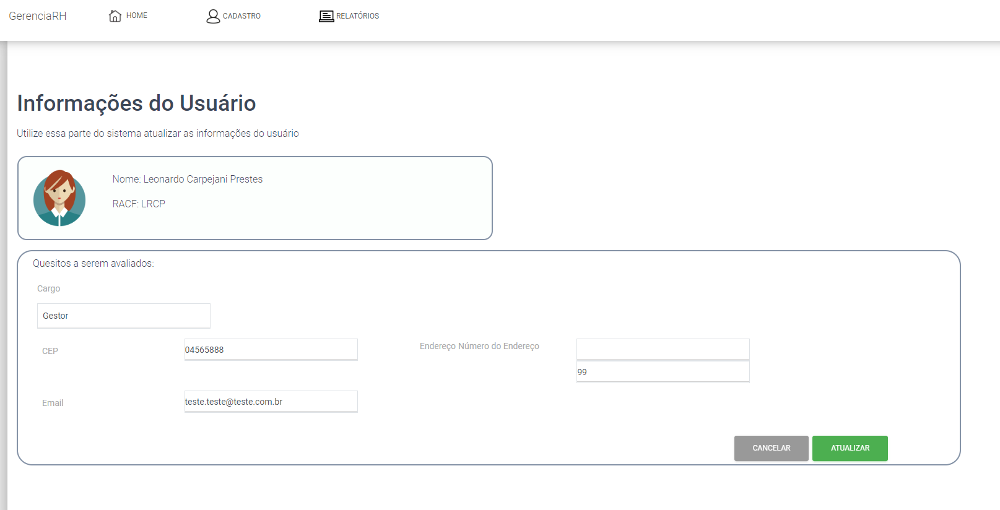 GerenciaRH HOME CADASTRO RELATÓRIOS
Informações do Usuário
Utilize essa parte do sistema atualizar as informações do usuário
Nome: Leonardo Carpejani Prestes
RACF: LRCP
Quesitos a serem avaliados:
Cargo
Gestor
CEP 04565888 Endereço Número do Endereço
99
Email teste.teste@teste.com.br
CANCELAR ATUALIZAR